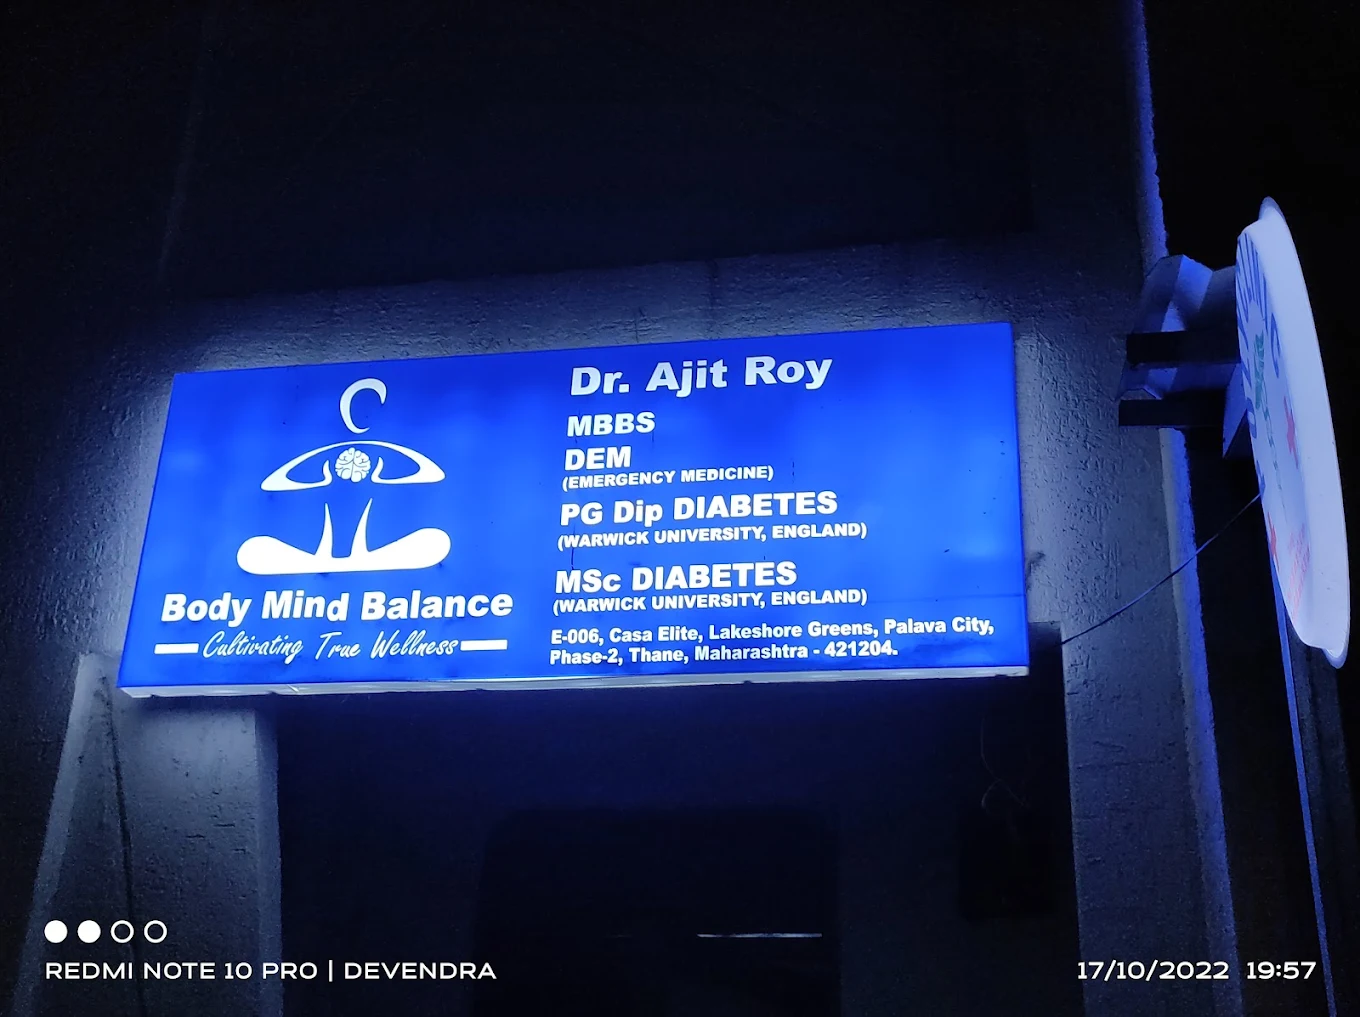 Dr. Ajit Roy
MBBS
DEM
(EMERGENCY MEDICINE)
PG Dip DIABETES
(WARWICK UNIVERSITY, ENGLAND)
MSc DIABETES
(WARWICK UNIVERSITY, ENGLAND)
E-006, Casa Elite, Lakeshore Greens, Palava City,
Phase-2, Thane, Maharashtra - 421204.
Body Mind Balance
Cultivating True Wellness
REDMI NOTE 10 PRO | DEVENDRA
17/10/2022 19:57